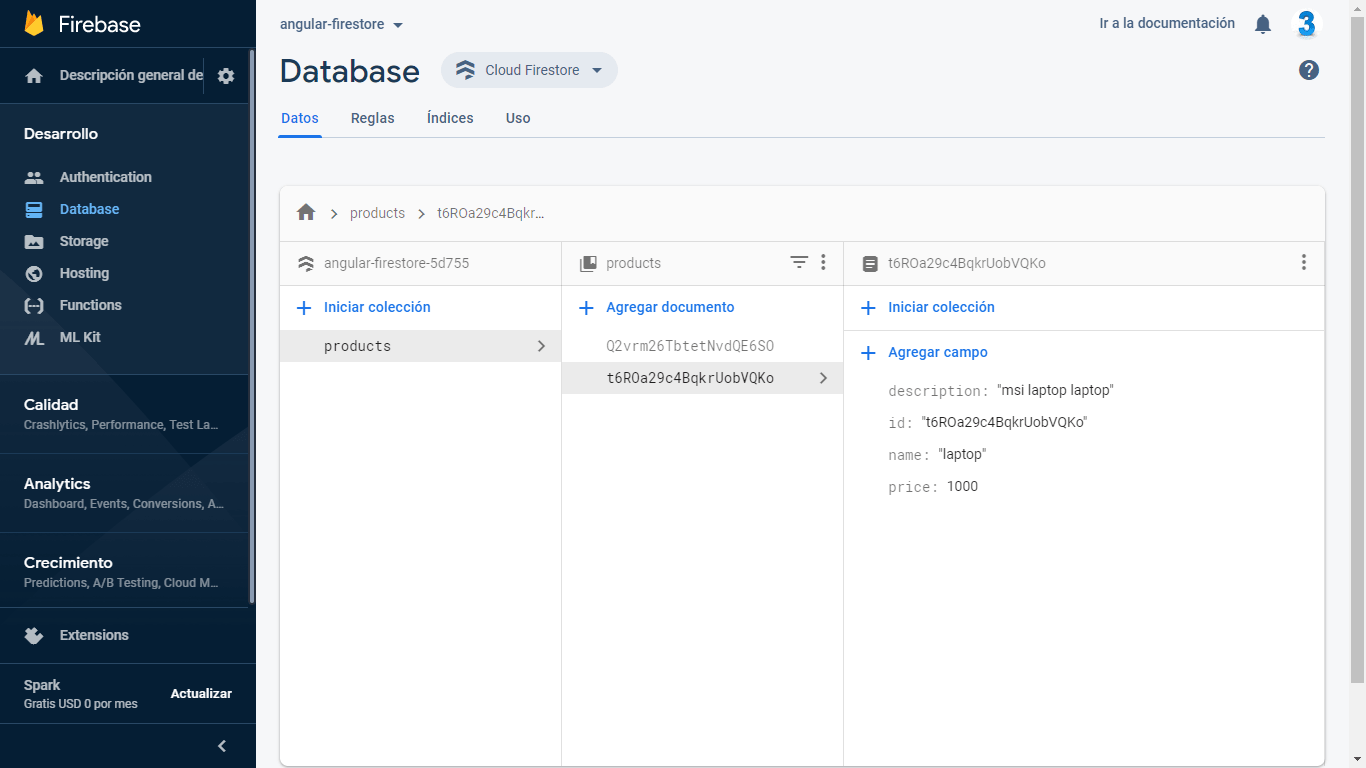 Firebase
Descripción general de
Desarrollo
Authentication
Database
Storage
Hosting
Functions
ML Kit
Calidad
Crashlytics, Performance, Test La...
Analytics
Dashboard, Events, Conversions, A...
Crecimiento
Predictions, A/B Testing, Cloud M...
Extensions
Spark
Gratis USD 0 por mes
Actualizar
angular-firestore
Ir a la documentación
3
Database
Cloud Firestore
Datos Reglas Índices Uso
products t6ROa29c4Bqkr...
angular-firestore-5d755
Iniciar colección
products
products
Agregar documento
Q2vrm26TbtetNvdQE6SO
t6ROa29c4BqkrUobVQKo
t6ROa29c4BqkrUobVQKo
Iniciar colección
Agregar campo
description: "msi laptop laptop"
id: "t6ROa29c4BqkrUobVQKo"
name: "laptop"
price: 1000